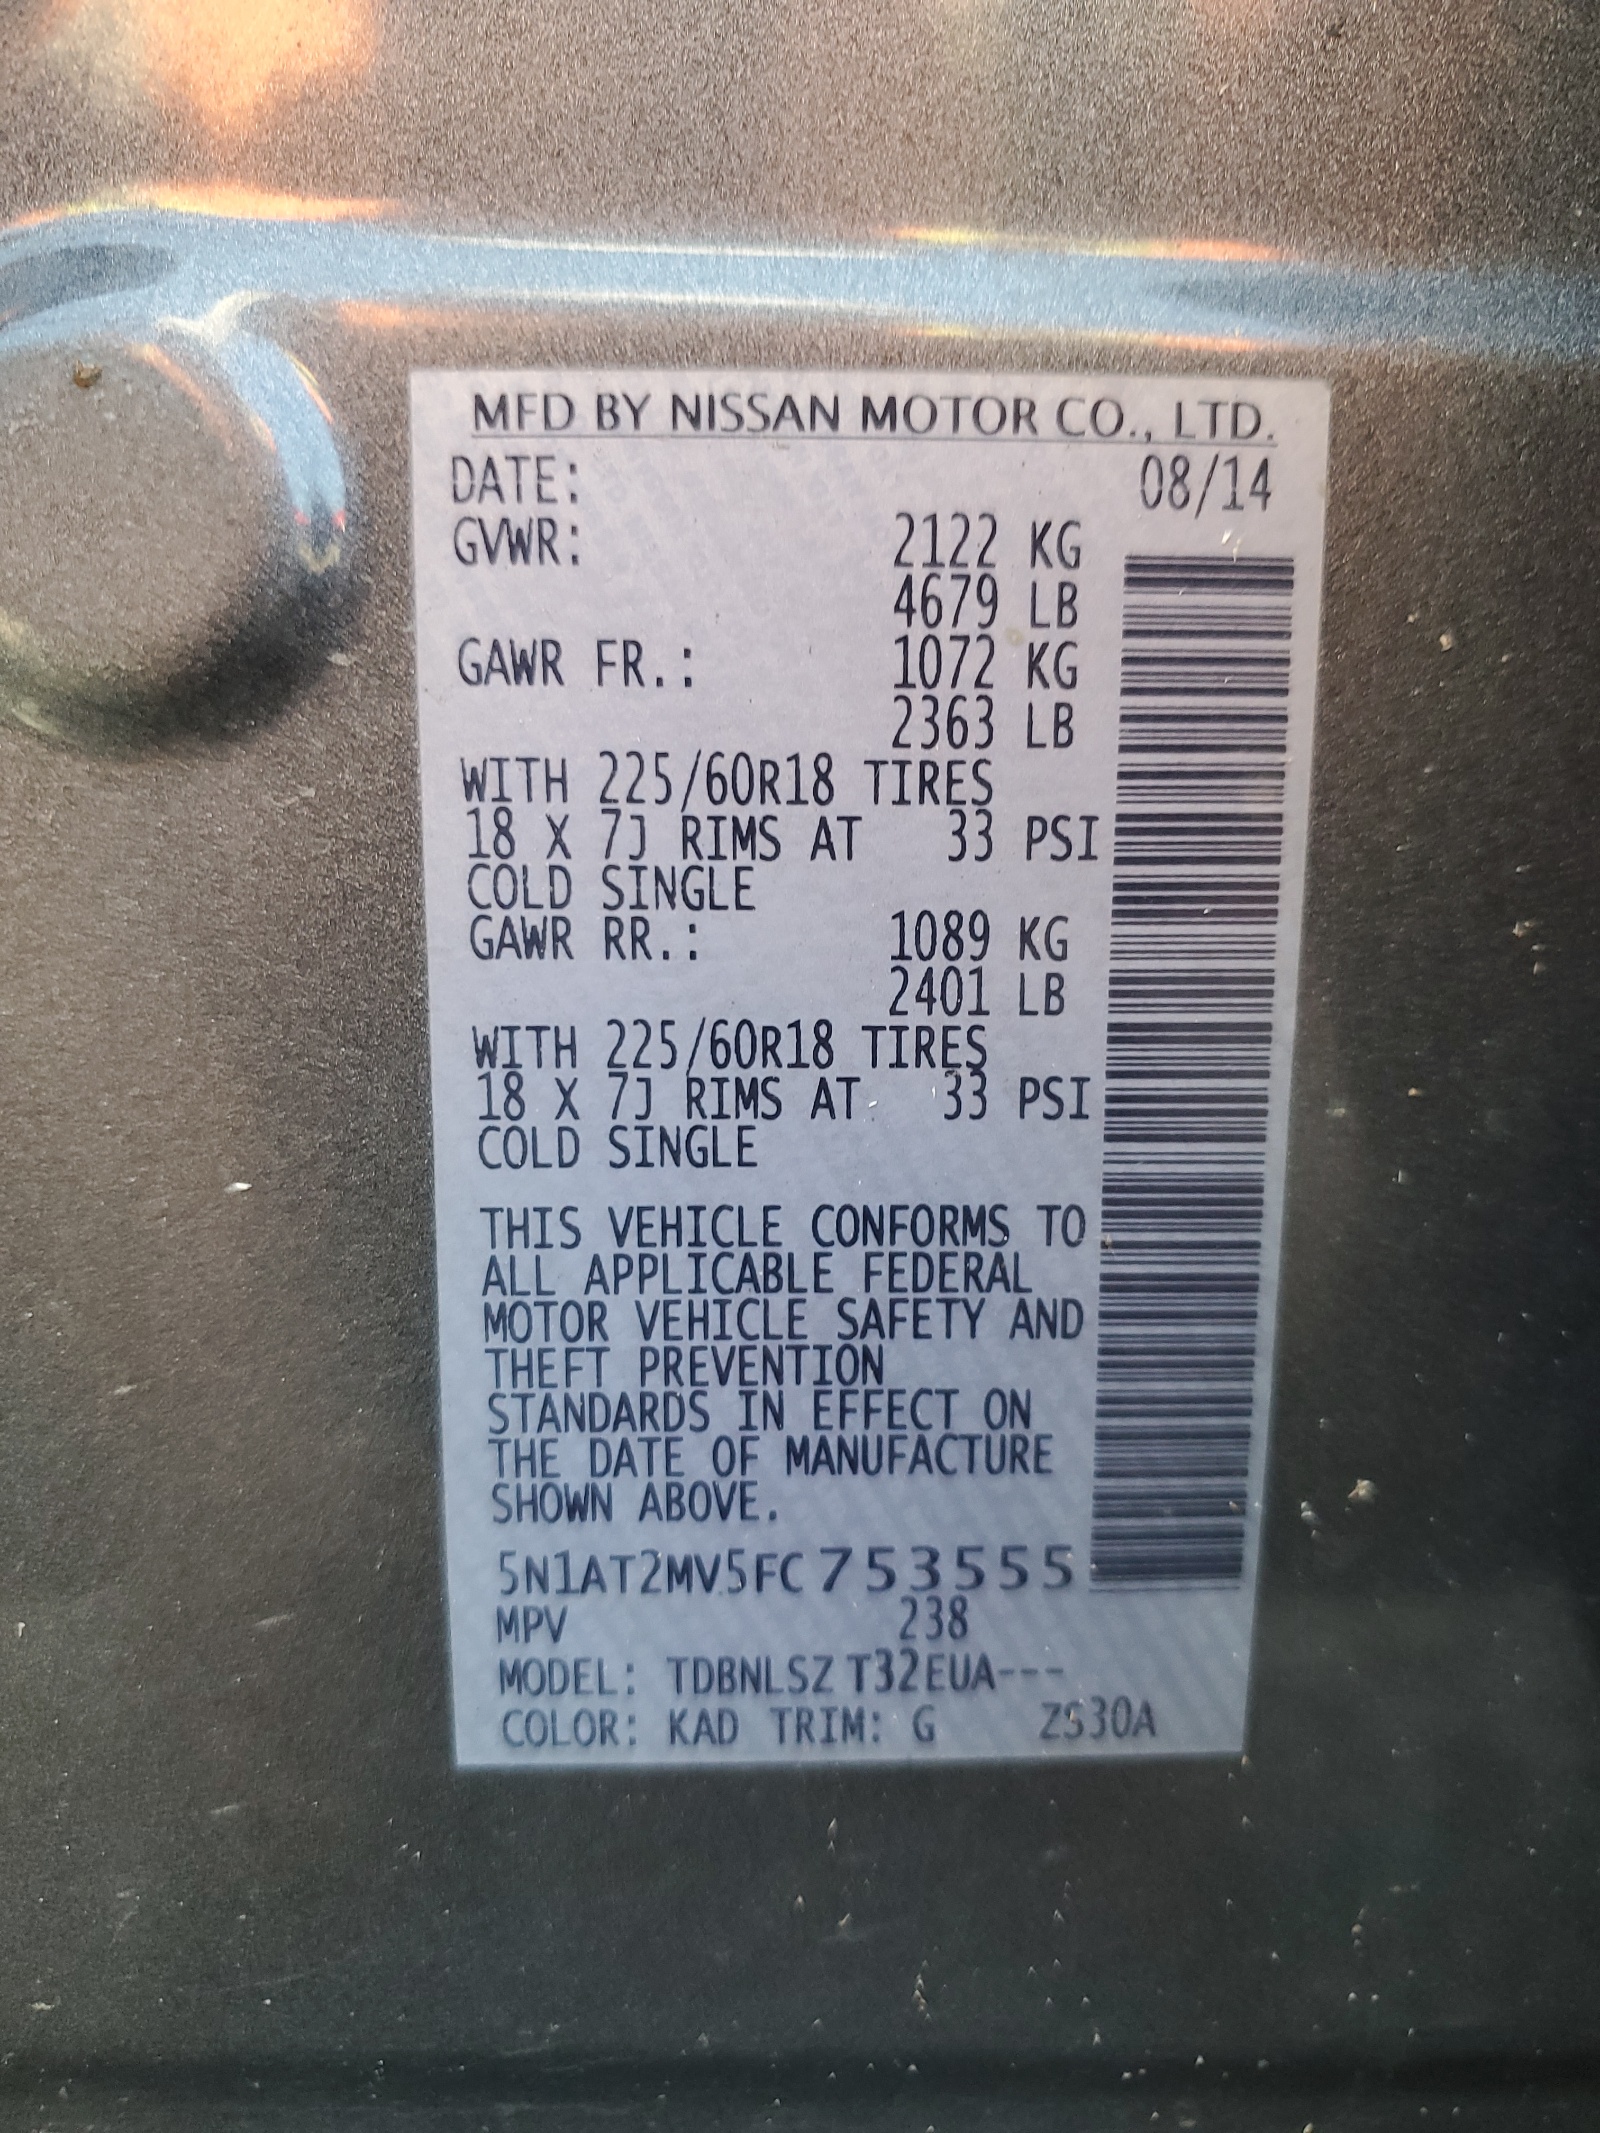 MFD BY NISSAN MOTOR CO., LTD.
DATE: 08/14
GVWR: 2122 KG
4679 LB
GAWR FR.: 1072 KG
2363 LB
WITH 225/60R18 TIRES
18 X 7J RIMS AT 33 PSI
COLD SINGLE
GAWR RR.: 1089 KG
2401 LB
WITH 225/60R18 TIRES
18 X 7J RIMS AT 33 PSI
COLD SINGLE
THIS VEHICLE CONFORMS TO
ALL APPLICABLE FEDERAL
MOTOR VEHICLE SAFETY AND
THEFT PREVENTION
STANDARDS IN EFFECT ON
THE DATE OF MANUFACTURE
SHOWN ABOVE.
5N1AT2MV5FC753555
MPV 238
MODEL: TDBNLSZ T32EUA---
COLOR: KAD TRIM: G ZS30A